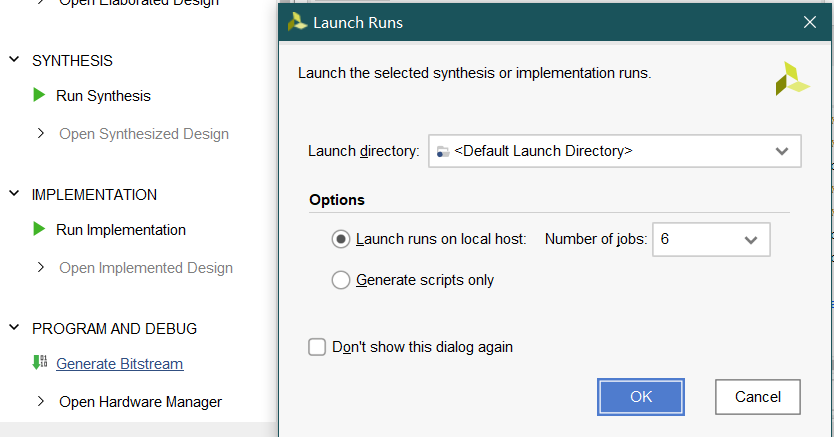 Open Elaborated Design
SYNTHESIS
Run Synthesis
Open Synthesized Design
IMPLEMENTATION
Run Implementation
Open Implemented Design
PROGRAM AND DEBUG
Generate Bitstream
Open Hardware Manager
Launch Runs
Launch the selected synthesis or implementation runs.
Launch directory: <Default Launch Directory>
Options
Launch runs on local host: Number of jobs: 6
Generate scripts only
Don't show this dialog again
OK Cancel